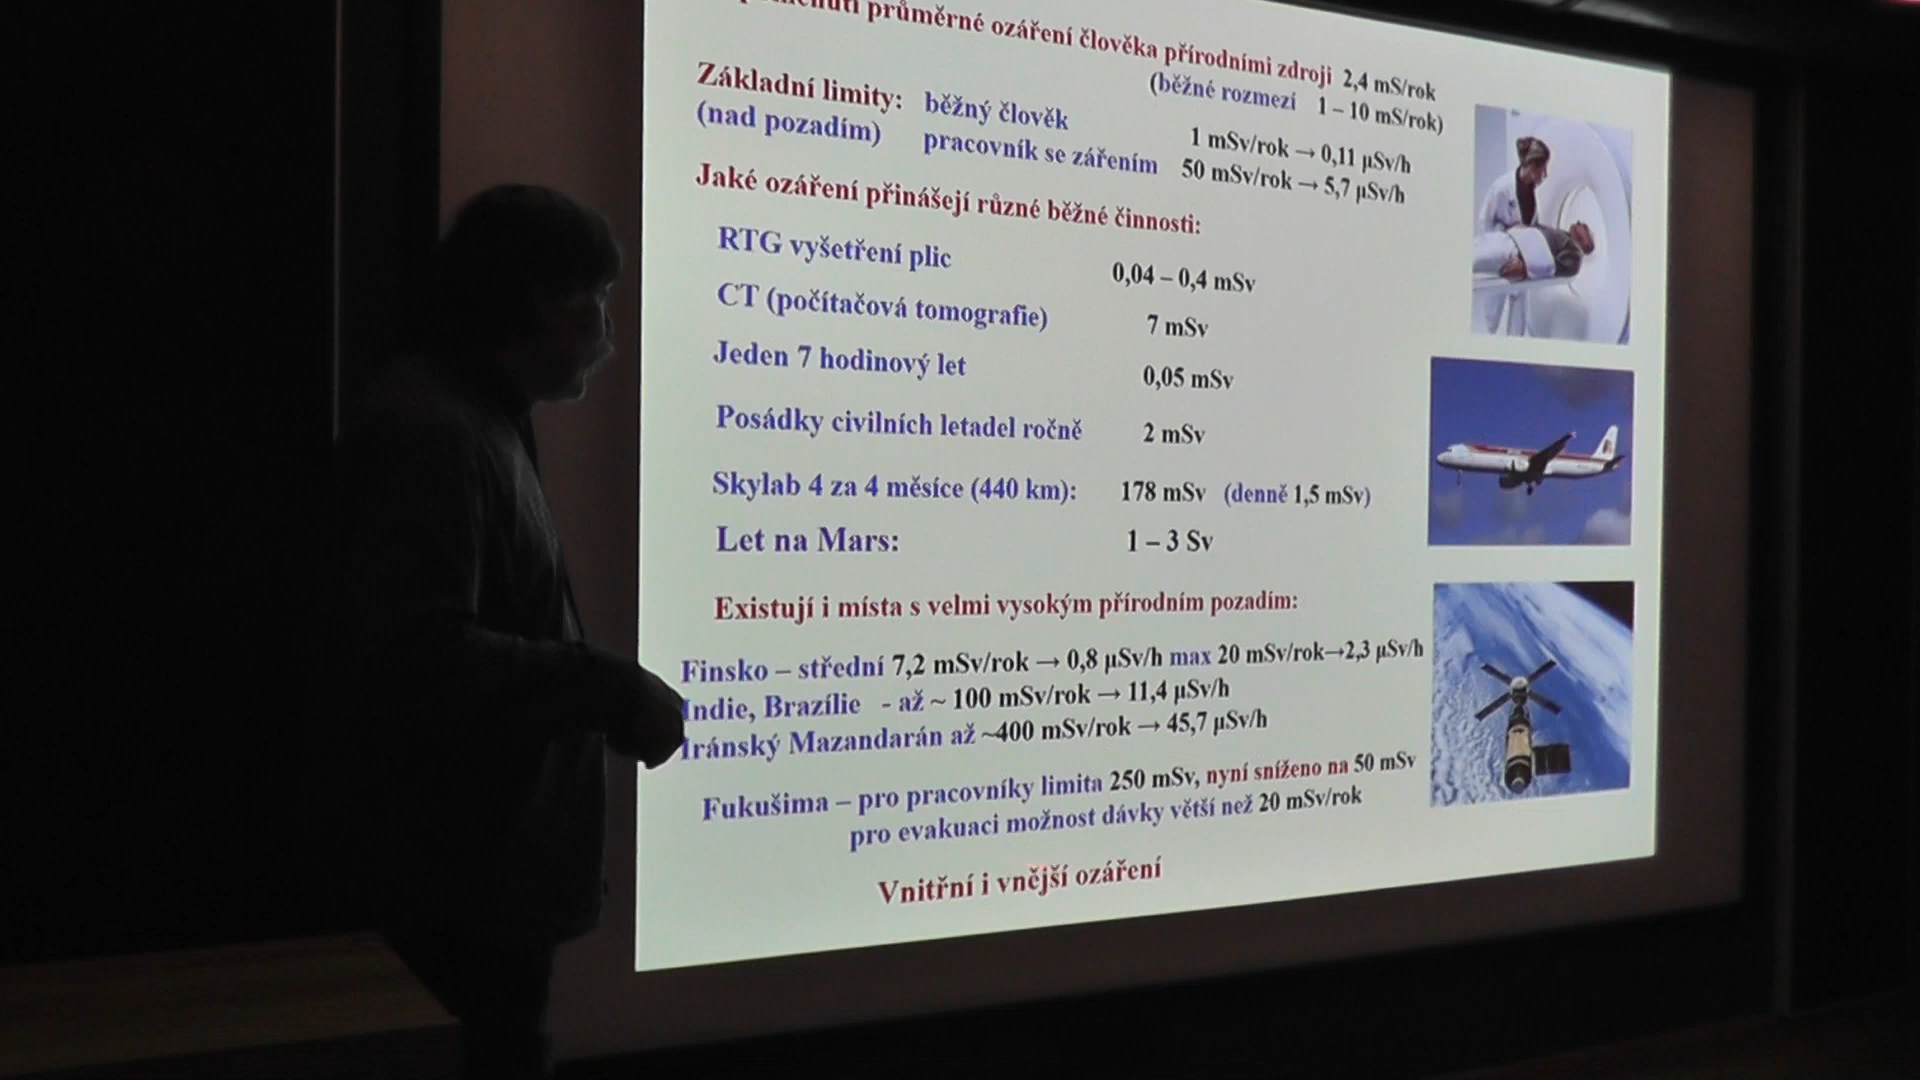 průměrné ozáření člověka přírodními zdroji 2,4 mS/rok
(běžné rozmezí 1 – 10 mS/rok)
Základní limity: běžný člověk 1 mSv/rok → 0,11 µSv/h
(nad pozadím) pracovník se zářením 50 mSv/rok → 5,7 µSv/h
Jaké ozáření přinášejí různé běžné činnosti:
RTG vyšetření plic 0,04 – 0,4 mSv
CT (počítačová tomografie) 7 mSv
Jeden 7 hodinový let 0,05 mSv
Posádky civilních letadel ročně 2 mSv
Skylab 4 za 4 měsíce (440 km): 178 mSv (denně 1,5 mSv)
Let na Mars: 1 – 3 Sv
Existují i místa s velmi vysokým přírodním pozadím:
Finsko – střední 7,2 mSv/rok → 0,8 µSv/h max 20 mSv/rok→2,3 µSv/h
Indie, Brazílie - až ~ 100 mSv/rok → 11,4 µSv/h
Íránský Mazandarán až ~400 mSv/rok → 45,7 µSv/h
Fukušima – pro pracovníky limita 250 mSv, nyní sníženo na 50 mSv
pro evakuaci možnost dávky větší než 20 mSv/rok
Vnitřní i vnější ozáření